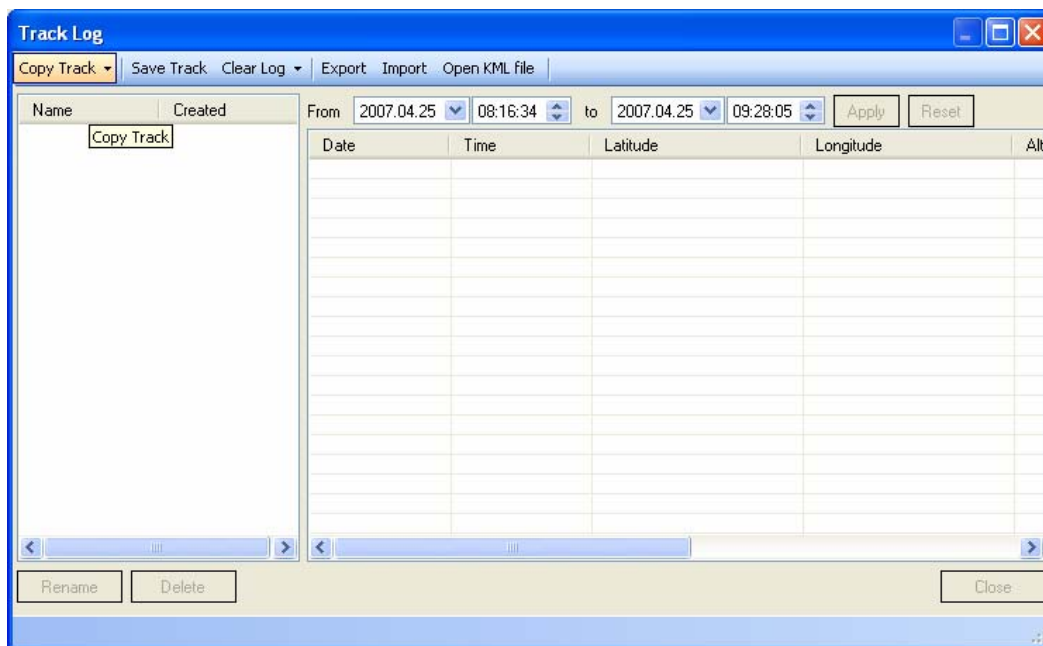 Track Log
Copy Track Save Track Clear Log Export Import Open KML file
Name Created
Copy Track
From 2007.04.25 08:16:34 to 2007.04.25 09:28:05 Apply Reset
Date Time Latitude Longitude Alt
Rename Delete Close